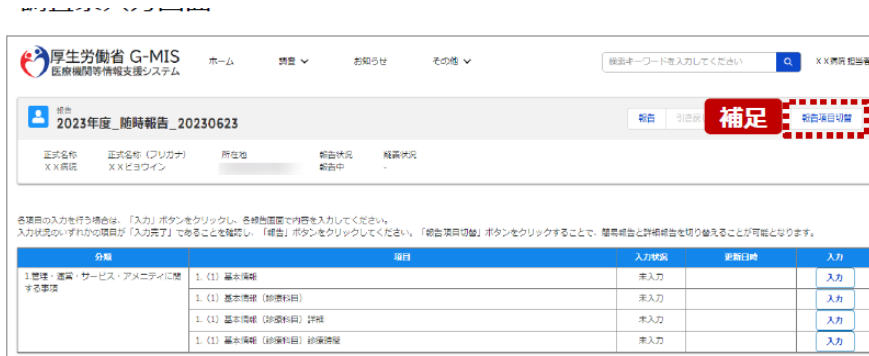 厚生労働省 G-MIS
医療機関等情報支援システム
ホーム 調査 お知らせ その他 検索キーワードを入力してください XX病院 担当者
報告
2023年度_随時報告_20230623
報告 補足 報告項目切替
正式名称 正式名称（フリガナ） 所在地 報告状況 疑義状況
XX病院 XXビョウイン 報告中 -
各項目の入力を行う場合は、「入力」ボタンをクリックし、各報告画面で内容を入力してください。
入力状況のいずれかの項目が「入力完了」であることを確認し、「報告」ボタンをクリックしてください。「報告項目切替」ボタンをクリックすることで、簡易報告と詳細報告を切り替えることが可能となります。
分類 項目 入力状況 更新日時 入力
1.管理・運営・サービス・アメニティに関する事項 1.（1）基本情報 未入力 入力
1.（1）基本情報（診療科目） 未入力 入力
1.（1）基本情報（診療科目）詳細 未入力 入力
1.（1）基本情報（診療科目）診療時間 未入力 入力